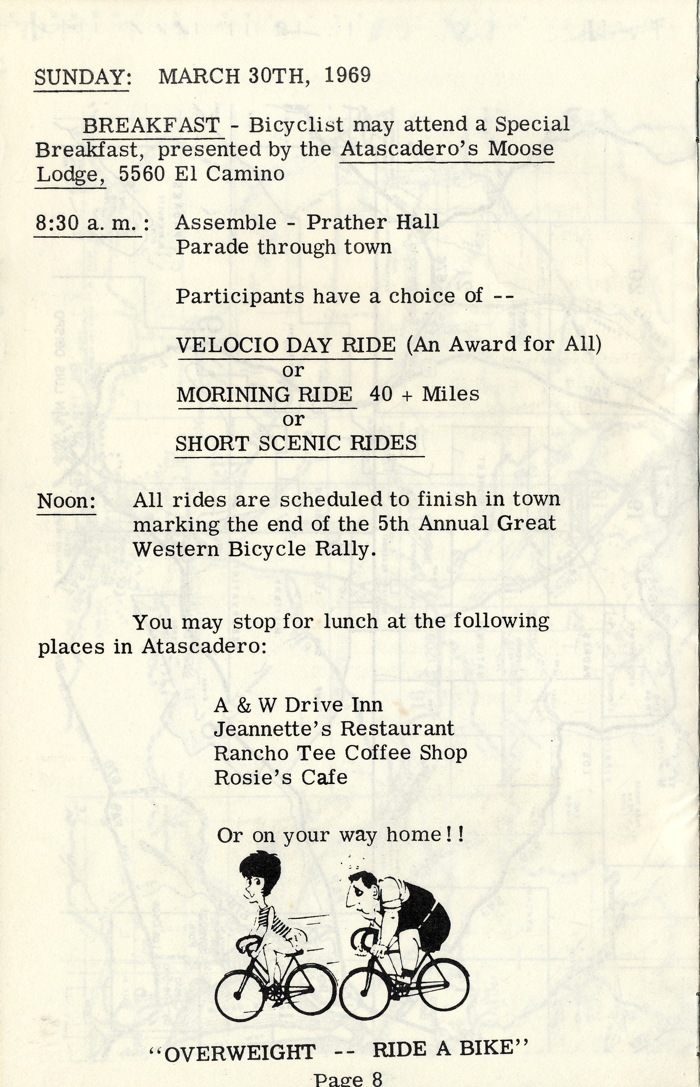 SUNDAY: MARCH 30TH, 1969
BREAKFAST - Bicyclist may attend a Special
Breakfast, presented by the Atascadero's Moose
Lodge, 5560 El Camino
8:30 a. m. : Assemble - Prather Hall
Parade through town
Participants have a choice of --
VELOCIO DAY RIDE (An Award for All)
or
MORINING RIDE 40 + Miles
or
SHORT SCENIC RIDES
Noon: All rides are scheduled to finish in town
marking the end of the 5th Annual Great
Western Bicycle Rally.
You may stop for lunch at the following
places in Atascadero:
A & W Drive Inn
Jeannette's Restaurant
Rancho Tee Coffee Shop
Rosie's Cafe
Or on your way home!!
"OVERWEIGHT -- RIDE A BIKE"
Page 8